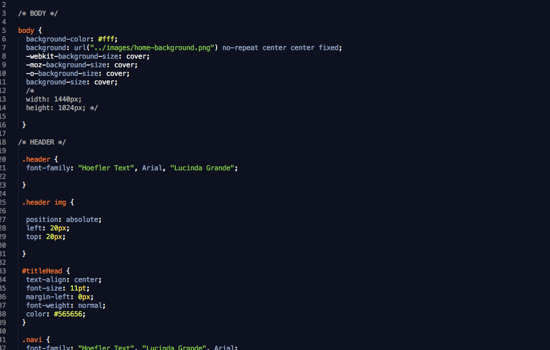 2
3 /* BODY */
4
5 body {
6 background-color: #fff;
7 background: url("../images/home-background.png") no-repeat center center fixed;
8 -webkit-background-size: cover;
9 -moz-background-size: cover;
10 -o-background-size: cover;
11 background-size: cover;
12 /*
13 width: 1440px;
14 height: 1024px; */
15
16 }
17
18 /* HEADER */
19
20 .header {
21 font-family: "Hoefler Text", Arial, "Lucinda Grande";
22
23 }
24
25 .header img {
26
27 position: absolute;
28 left: 20px;
29 top: 20px;
30
31 }
32
33 #titleHead {
34 text-align: center;
35 font-size: 11pt;
36 margin-left: 0px;
37 font-weight: normal;
38 color: #565656;
39 }
40
41 .navi {
42 font-family: "Hoefler Text", "Lucinda Grande", Arial;